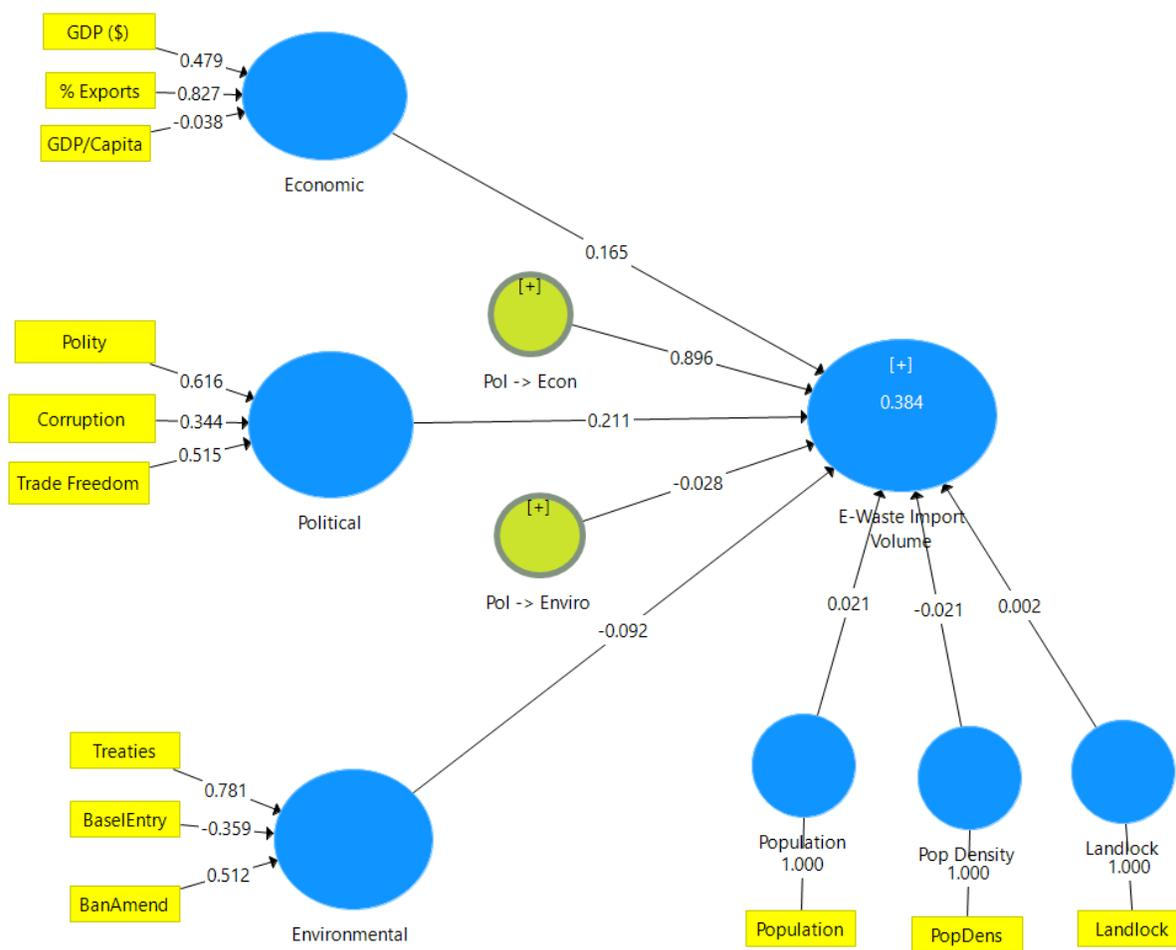 GDP ($)
0.479
% Exports
0.827
-0.038
GDP/Capita
Economic
0.165
[+]
Pol -> Econ
0.896
Polity
0.616
Corruption
0.344
0.515
Trade Freedom
Political
0.211
[+]
0.384
E-Waste Import
Volume
-0.028
[+]
Pol -> Enviro
-0.092
0.021
-0.021
0.002
Treaties
0.781
BaselEntry
-0.359
0.512
BanAmend
Environmental
Population
1.000
Population
Pop Density
1.000
PopDens
Landlock
1.000
Landlock